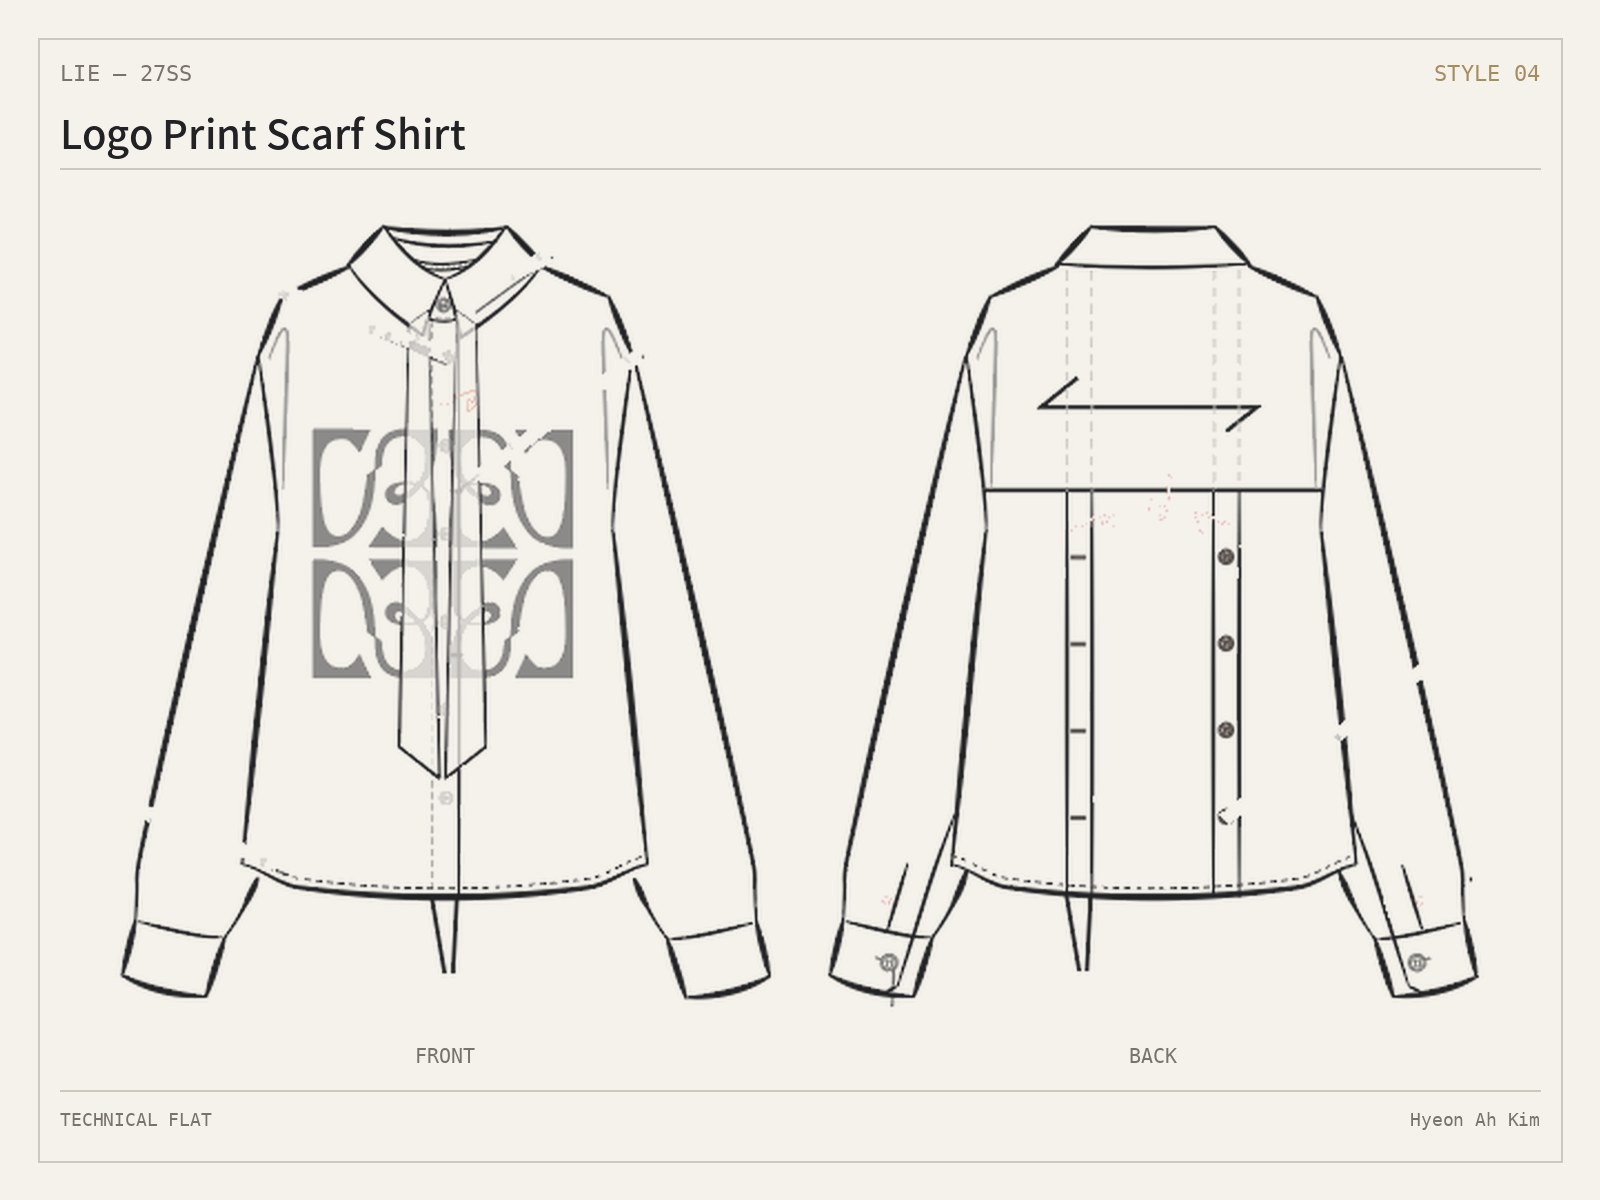 LIE — 27SS
STYLE 04
Logo Print Scarf Shirt
FRONT
BACK
TECHNICAL FLAT
Hyeon Ah Kim